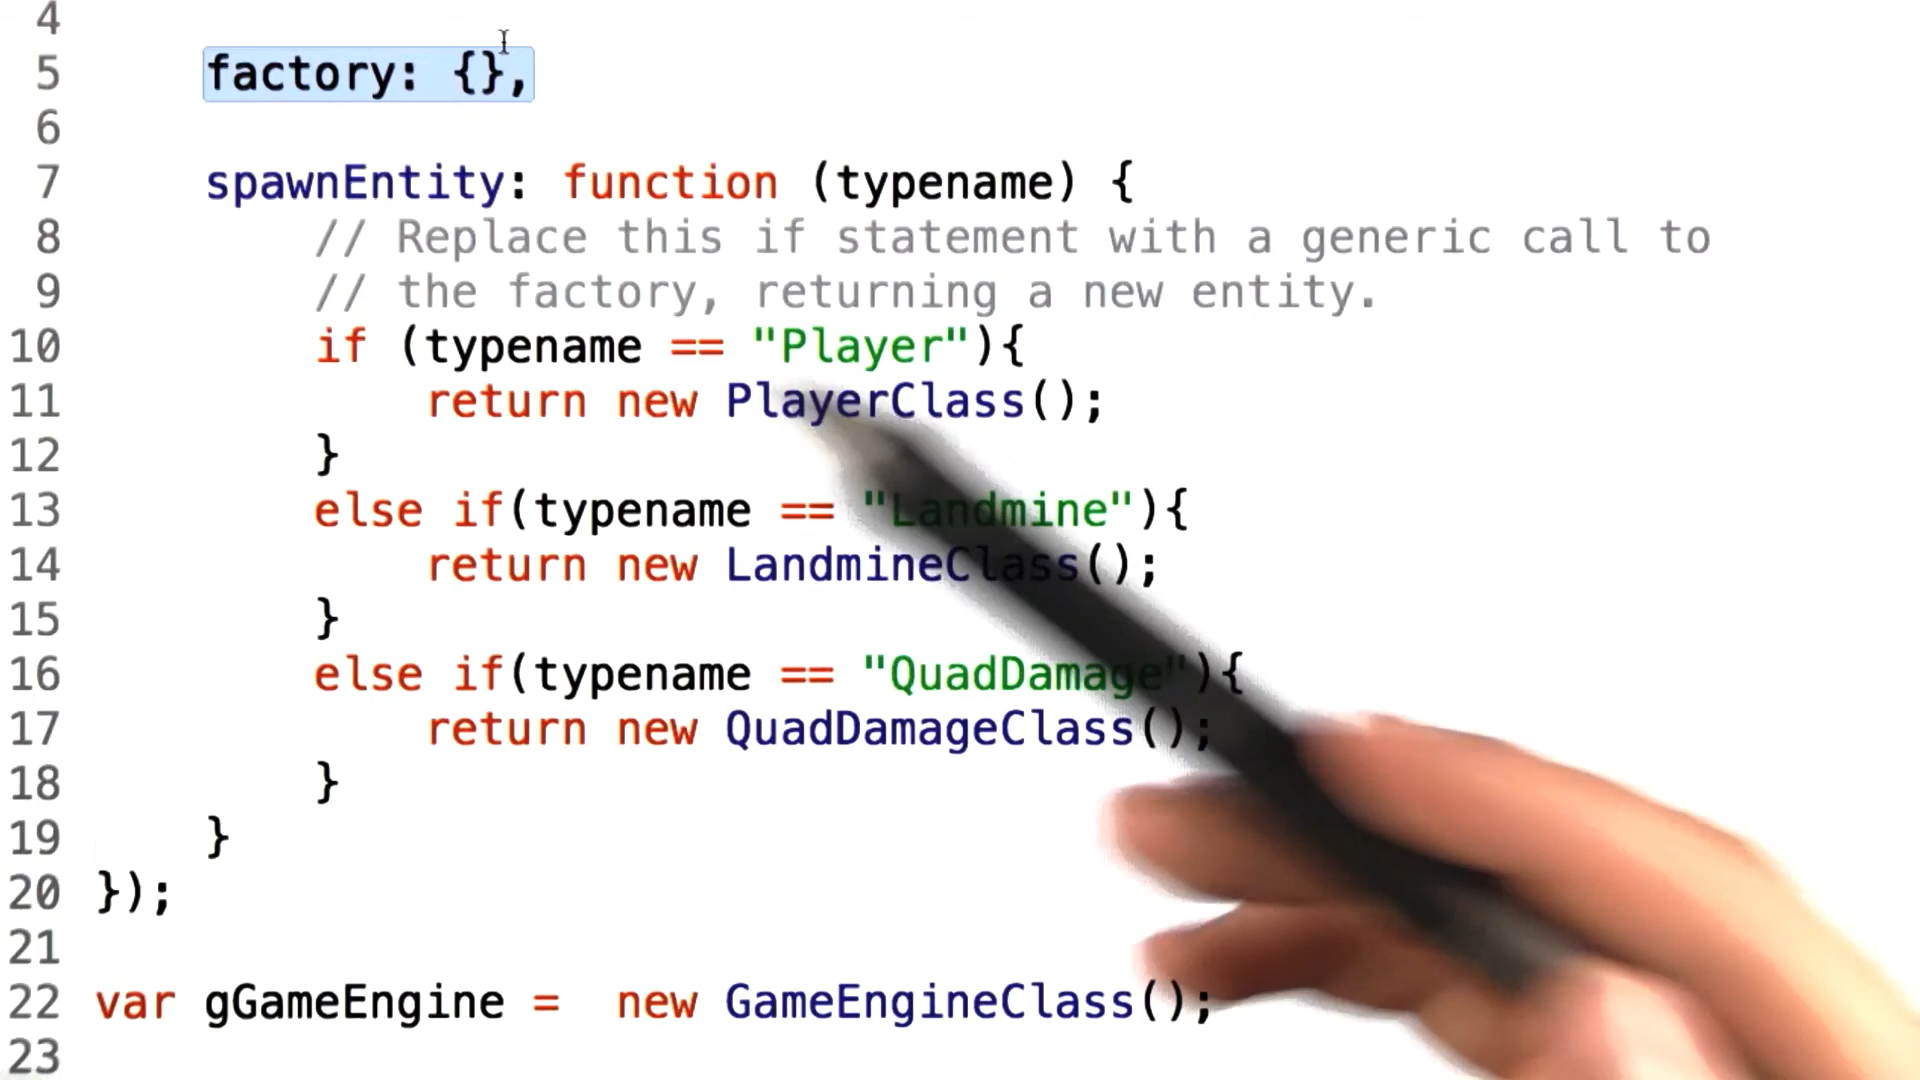 4
5 factory: {},
6
7 spawnEntity: function (typename) {
8 // Replace this if statement with a generic call to
9 // the factory, returning a new entity.
10 if (typename == "Player"){
11 return new PlayerClass();
12 }
13 else if(typename == "Landmine"){
14 return new LandmineClass();
15 }
16 else if(typename == "QuadDamage"){
17 return new QuadDamageClass();
18 }
19 }
20 });
21
22 var gGameEngine = new GameEngineClass();
23